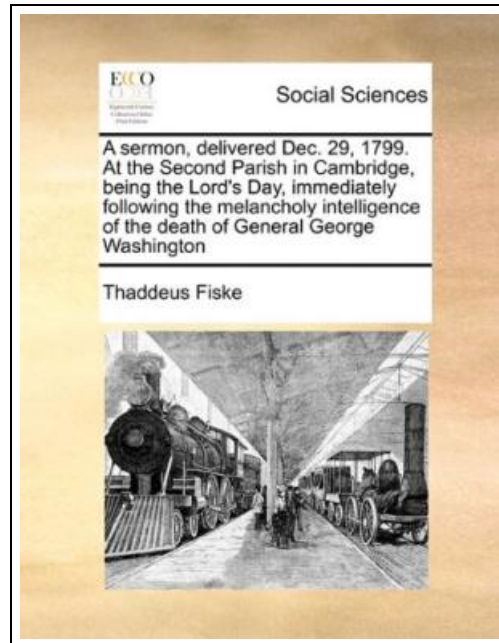 ECCO
Social Sciences
A sermon, delivered Dec. 29, 1799.
At the Second Parish in Cambridge,
being the Lord's Day, immediately
following the melancholy intelligence
of the death of General George
Washington
Thaddeus Fiske